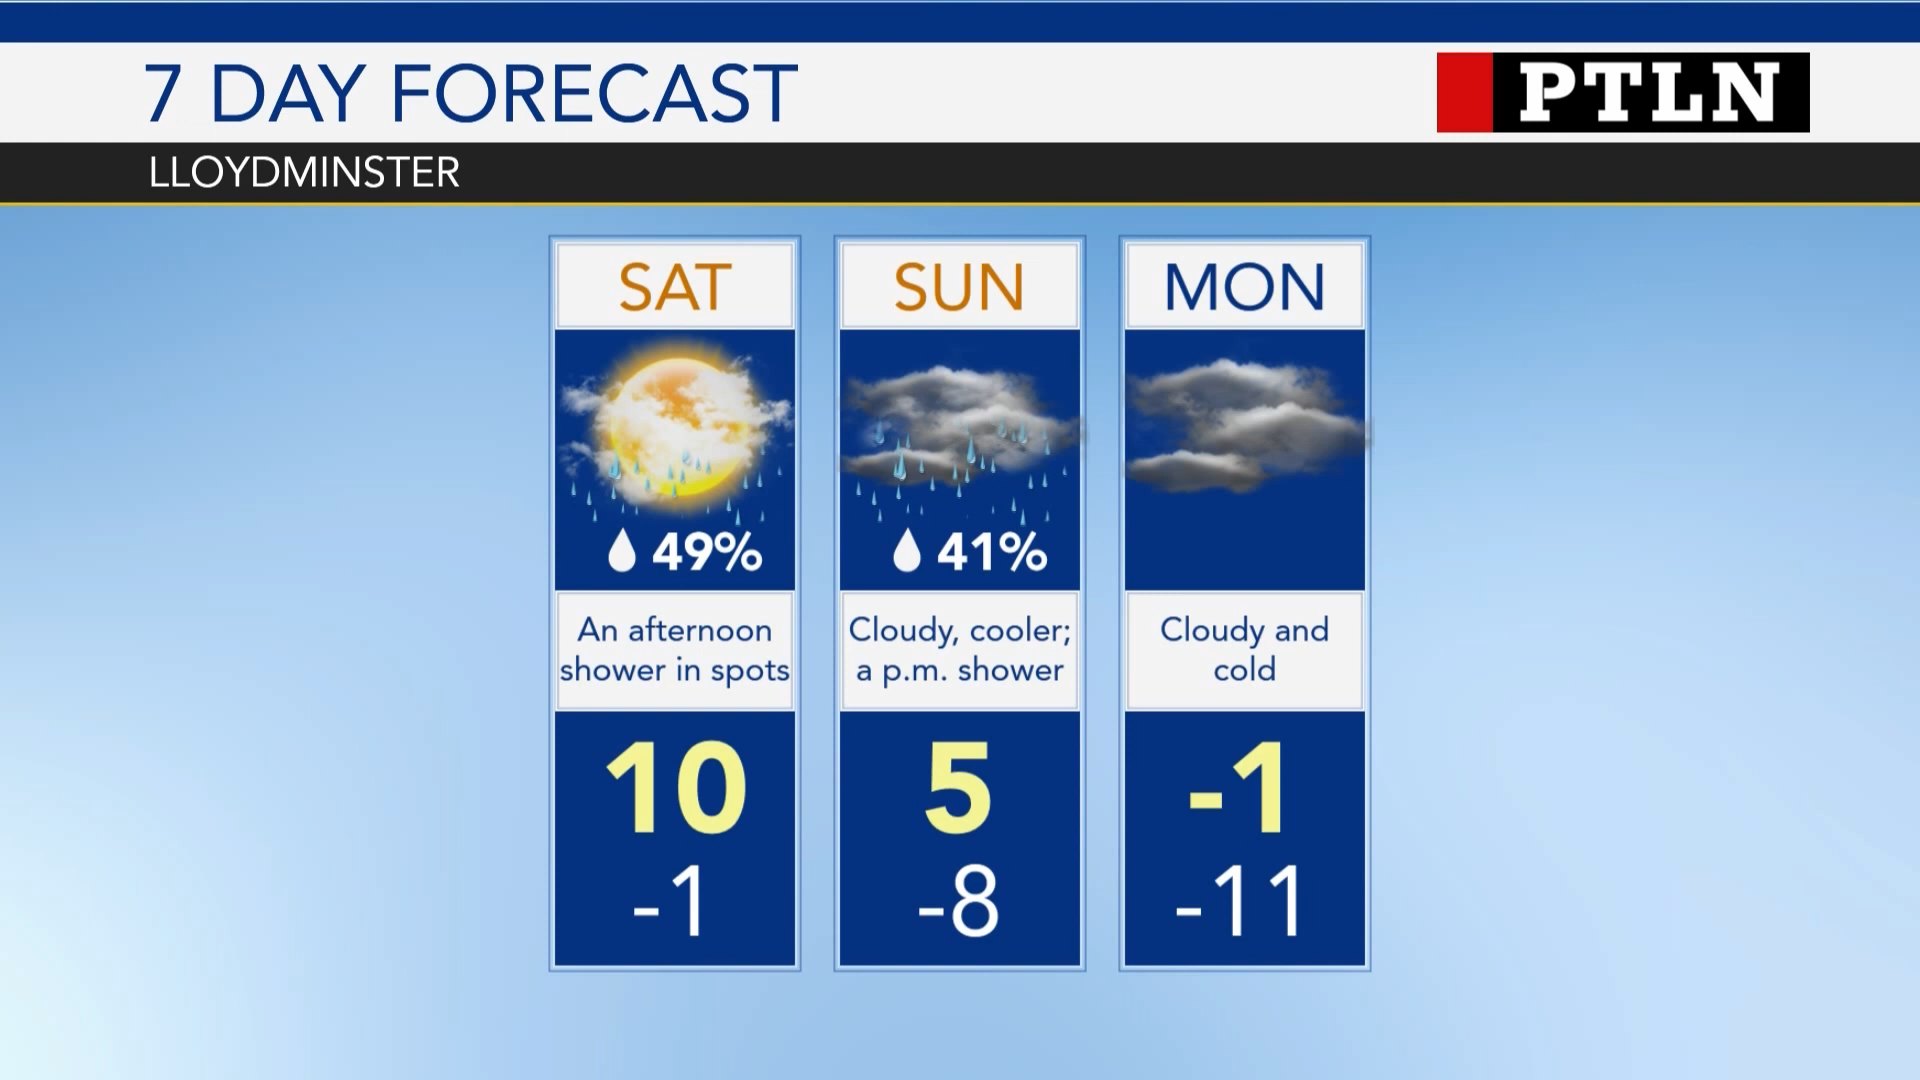 7 DAY FORECAST
PTLN
LLOYDMINSTER
SAT
49%
An afternoon
shower in spots
10
-1
SUN
41%
Cloudy, cooler;
a p.m. shower
5
-8
MON
Cloudy and
cold
-1
-11